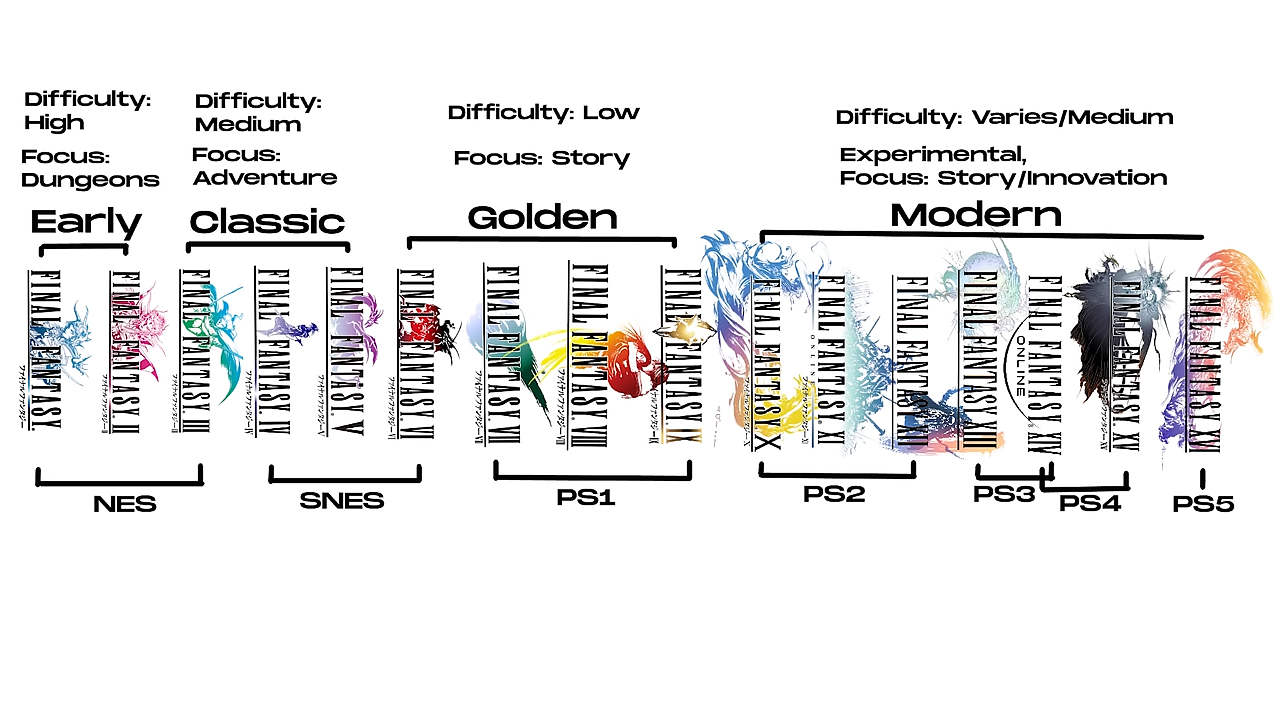 Difficulty:
High
Focus:
Dungeons
Early
Difficulty:
Medium
Focus:
Adventure
Classic
Difficulty: Low
Focus: Story
Golden
Difficulty: Varies/Medium
Experimental,
Focus: Story/Innovation
Modern
FINAL FANTASY.
FINAL FANTASY. II
FINAL FANTASY. III
FINAL FANTASY. IV
FINAL FANTASY. V
FINAL FANTASY. VI
FINAL FANTASY. VII
FINAL FANTASY. VIII
FINAL FANTASY. IX
FINAL FANTASY X
FINAL FANTASY XI
ONLINE
FINAL FANTASY XII
FINAL FANTASY XIII
FINAL FANTASY XIV
ONLINE
FINAL FANTASY XV
FINAL FANTASY XVI
NES
SNES
PS1
PS2
PS3
PS4
PS5